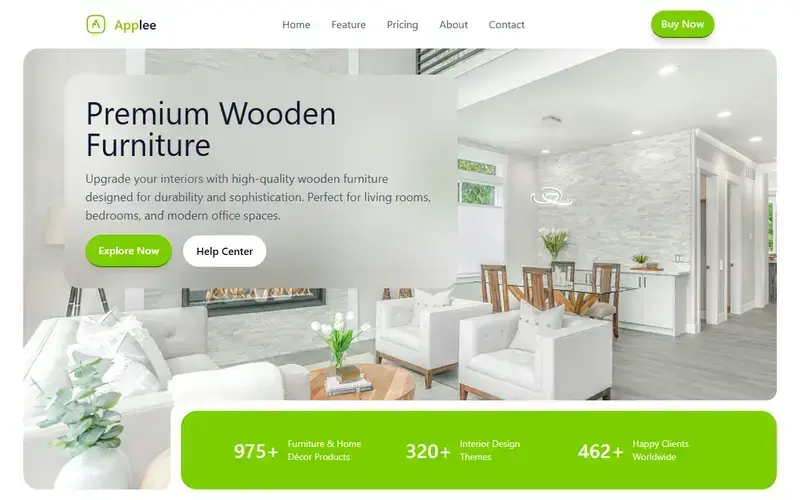 Applee
Home
Feature
Pricing
About
Contact
Buy Now
Premium Wooden
Furniture
Upgrade your interiors with high-quality wooden furniture
designed for durability and sophistication. Perfect for living rooms,
bedrooms, and modern office spaces.
Explore Now
Help Center
975+
Furniture & Home
Décor Products
320+
Interior Design
Themes
462+
Happy Clients
Worldwide